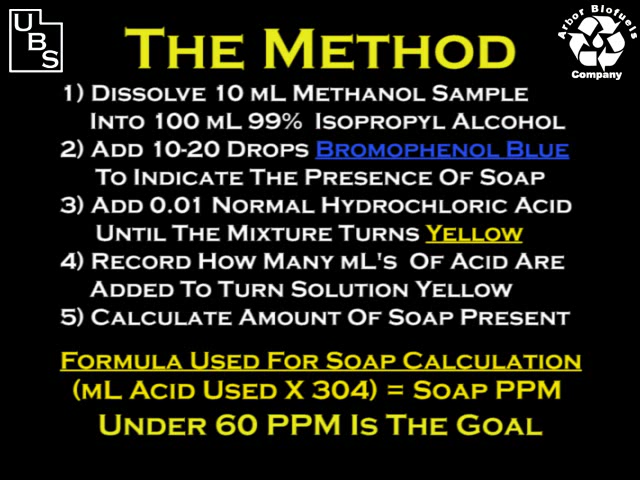 UBS
Arbor Biofuels
Company
The Method
1) Dissolve 10 mL Methanol Sample
Into 100 mL 99% Isopropyl Alcohol
2) Add 10-20 Drops Bromophenol Blue
To Indicate The Presence Of Soap
3) Add 0.01 Normal Hydrochloric Acid
Until The Mixture Turns Yellow
4) Record How Many mL's Of Acid Are
Added To Turn Solution Yellow
5) Calculate Amount Of Soap Present
Formula Used For Soap Calculation
(mL Acid Used X 304) = Soap PPM
Under 60 PPM Is The Goal